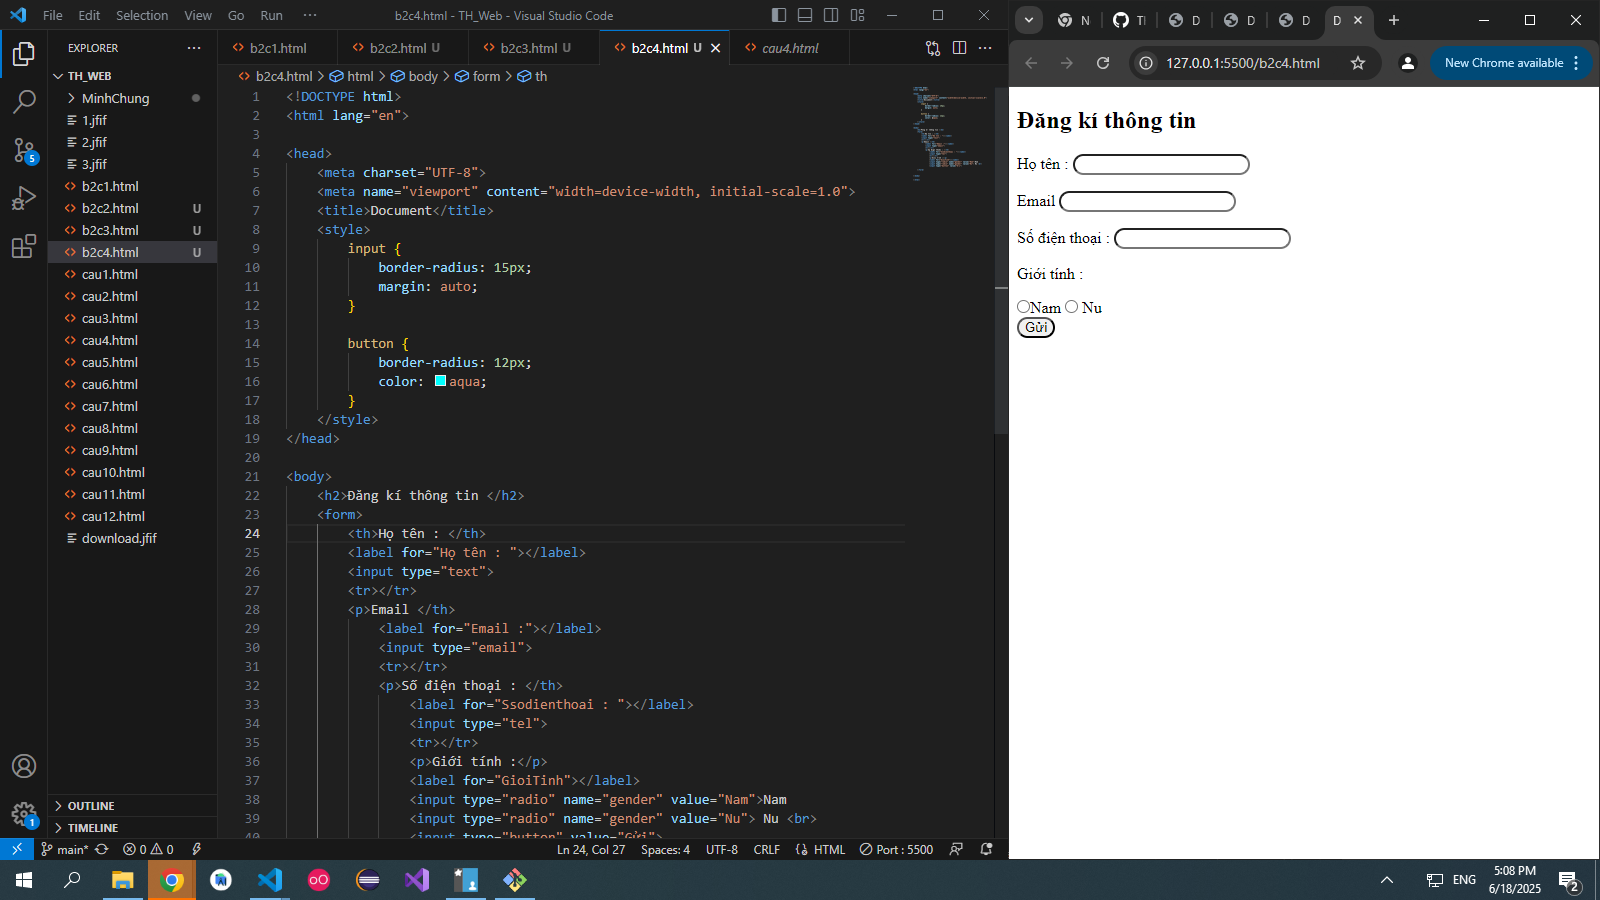 File Edit Selection View Go Run ··· b2c4.html - TH_Web - Visual Studio Code
EXPLORER ···
TH_WEB
MinhChung
1.jfif
2.jfif
3.jfif
b2c1.html
b2c2.html U
b2c3.html U
b2c4.html U
cau1.html
cau2.html
cau3.html
cau4.html
cau5.html
cau6.html
cau7.html
cau8.html
cau9.html
cau10.html
cau11.html
cau12.html
download.jfif
OUTLINE
TIMELINE
5
1
b2c1.html b2c2.html U b2c3.html U b2c4.html U cau4.html ···
b2c4.html > html > body > form > th
1 <!DOCTYPE html>
2 <html lang="en">
3
4 <head>
5 <meta charset="UTF-8">
6 <meta name="viewport" content="width=device-width, initial-scale=1.0">
7 <title>Document</title>
8 <style>
9 input {
10 border-radius: 15px;
11 margin: auto;
12 }
13
14 button {
15 border-radius: 12px;
16 color: aqua;
17 }
18 </style>
19 </head>
20
21 <body>
22 <h2>Đăng kí thông tin </h2>
23 <form>
24 <th>Họ tên : </th>
25 <label for="Họ tên : "></label>
26 <input type="text">
27 <tr></tr>
28 <p>Email </th>
29 <label for="Email :"></label>
30 <input type="email">
31 <tr></tr>
32 <p>Số điện thoại : </th>
33 <label for="Ssodienthoai : "></label>
34 <input type="tel">
35 <tr></tr>
36 <p>Giới tính :</p>
37 <label for="GioiTinh"></label>
38 <input type="radio" name="gender" value="Nam">Nam
39 <input type="radio" name="gender" value="Nu"> Nu <br>
40 <input type="button" value="Gửi">
main* 0 0 Ln 24, Col 27 Spaces: 4 UTF-8 CRLF HTML Port : 5500
N TI D D D D
127.0.0.1:5500/b2c4.html New Chrome available
Đăng kí thông tin
Họ tên :
Email
Số điện thoại :
Giới tính :
Nam Nu
Gửi
ENG 5:08 PM
6/18/2025 2